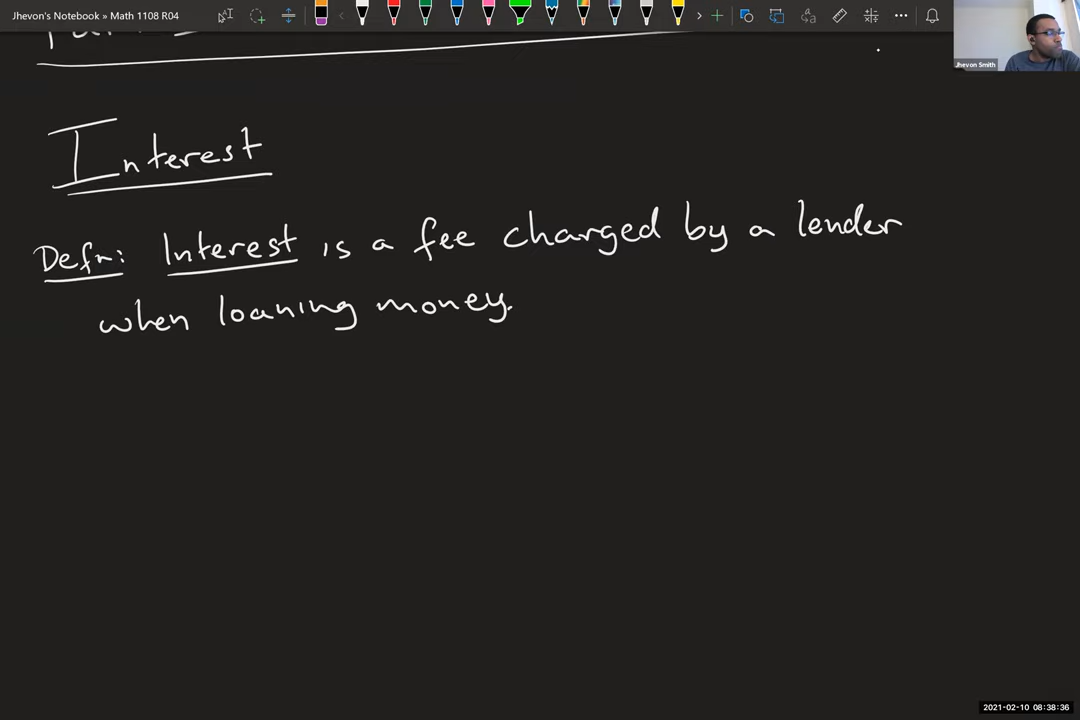 Jhevon's Notebook » Math 1108 R04
Jhevon Smith
Interest
Defn: Interest is a fee charged by a lender
when loaning money.
2021-02-10 08:38:36